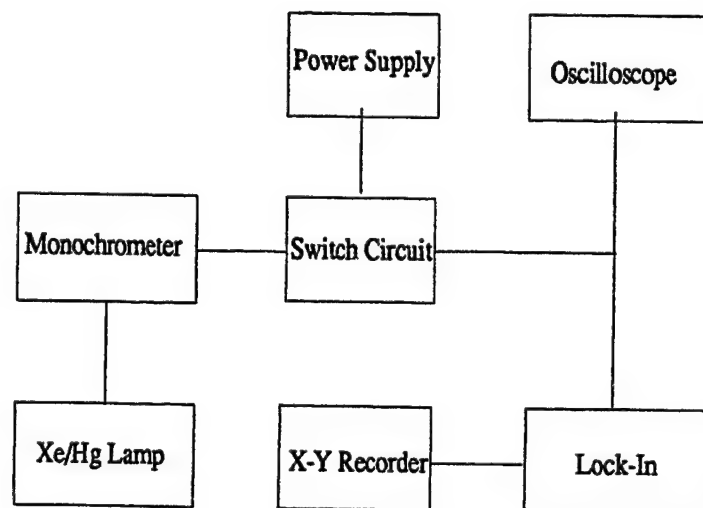 Power Supply
Oscilloscope
Monochrometer
Switch Circuit
Xe/Hg Lamp
X-Y Recorder
Lock-In